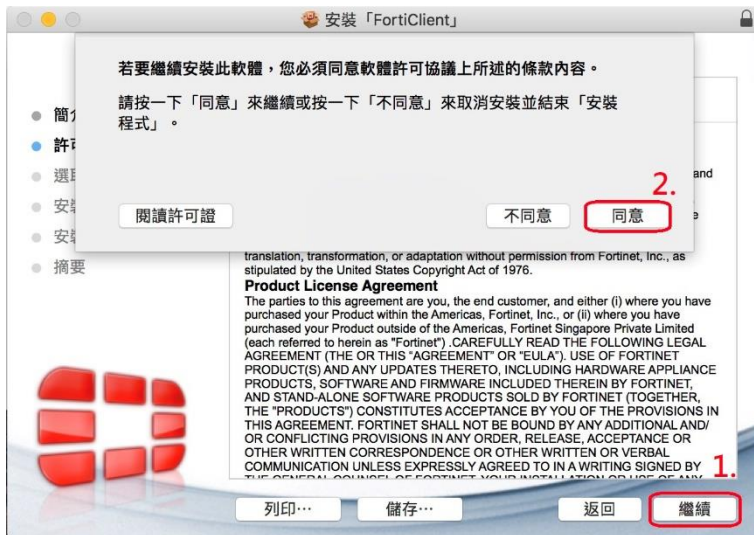 安裝「FortiClient」
若要繼續安裝此軟體，您必須同意軟體許可協議上所述的條款內容。
請按一下「同意」來繼續或按一下「不同意」來取消安裝並結束「安裝
程式」。
2.
閱讀許可證
不同意
同意
簡
許
選
安
安
摘要
and
translation, transformation, or adaptation without permission from Fortinet, Inc., as
stipulated by the United States Copyright Act of 1976.
Product License Agreement
The parties to this agreement are you, the end customer, and either (i) where you have
purchased your Product within the Americas, Fortinet, Inc., or (ii) where you have
purchased your Product outside of the Americas, Fortinet Singapore Private Limited
(each referred to herein as "Fortinet") .CAREFULLY READ THE FOLLOWING LEGAL
AGREEMENT (THE OR THIS "AGREEMENT" OR "EULA"). USE OF FORTINET
PRODUCT(S) AND ANY UPDATES THERETO, INCLUDING HARDWARE APPLIANCE
PRODUCTS, SOFTWARE AND FIRMWARE INCLUDED THEREIN BY FORTINET,
AND STAND-ALONE SOFTWARE PRODUCTS SOLD BY FORTINET (TOGETHER,
THE "PRODUCTS") CONSTITUTES ACCEPTANCE BY YOU OF THE PROVISIONS IN
THIS AGREEMENT. FORTINET SHALL NOT BE BOUND BY ANY ADDITIONAL AND/
OR CONFLICTING PROVISIONS IN ANY ORDER, RELEASE, ACCEPTANCE OR
OTHER WRITTEN CORRESPONDENCE OR OTHER WRITTEN OR VERBAL
COMMUNICATION UNLESS EXPRESSLY AGREED TO IN A WRITING SIGNED BY
1.
列印…
儲存…
返回
繼續